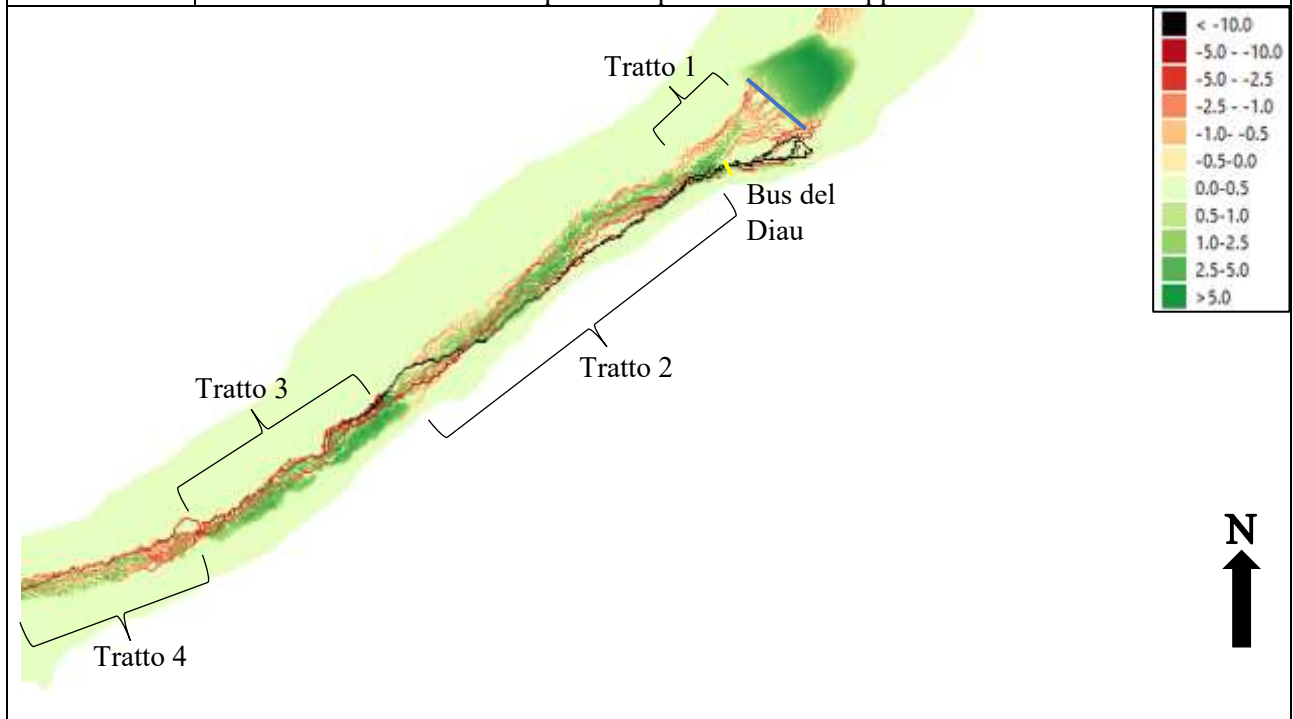 Tratto 1
< -10.0
-5.0 - -10.0
-5.0 - -2.5
-2.5 - -1.0
-1.0- -0.5
-0.5-0.0
0.0-0.5
0.5-1.0
1.0-2.5
2.5-5.0
>5.0
Bus del
Diau
Tratto 2
Tratto 3
N
Tratto 4